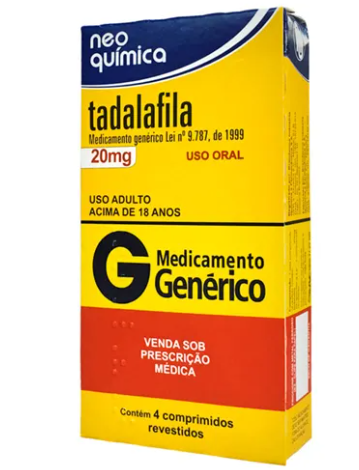 neo
química
tadalafila
Medicamento genérico Lei nº 9.787, de 1999
20mg
USO ORAL
USO ADULTO
ACIMA DE 18 ANOS
G Medicamento
Genérico
VENDA SOB
PRESCRIÇÃO
MÉDICA
Contém 4 comprimidos
revestidos